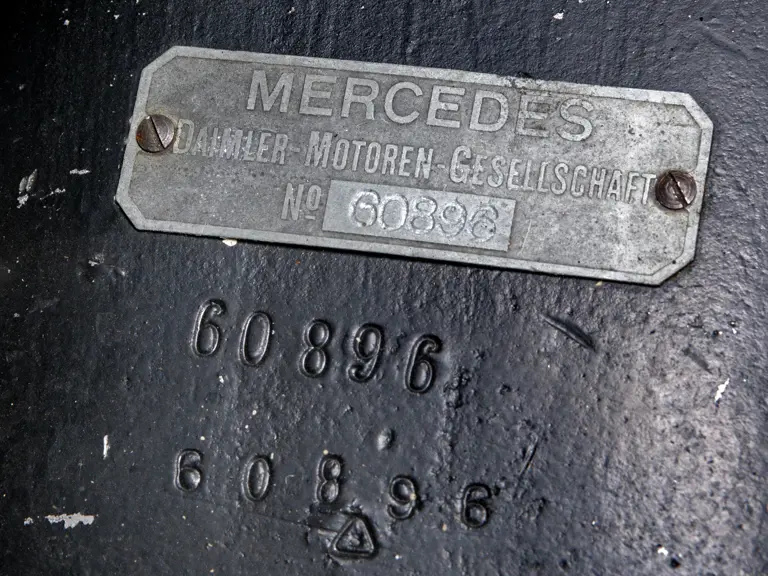 MERCEDES
DAIMLER-MOTOREN-GESELLSCHAFT
Nº 60896
60896
60896